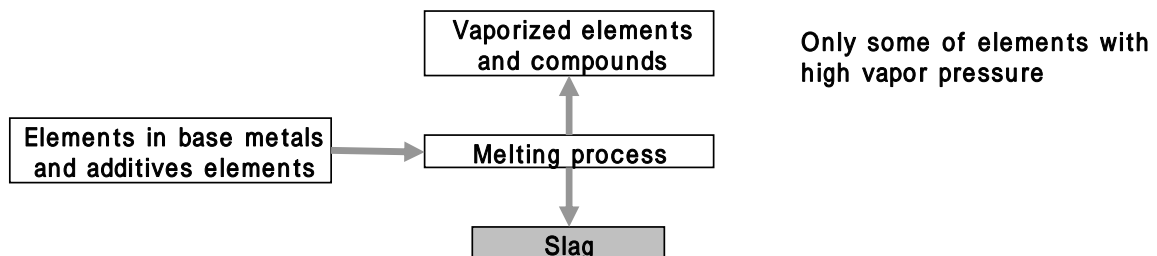 Vaporized elements
and compounds
Only some of elements with
high vapor pressure
Elements in base metals
and additives elements
Melting process
Slag